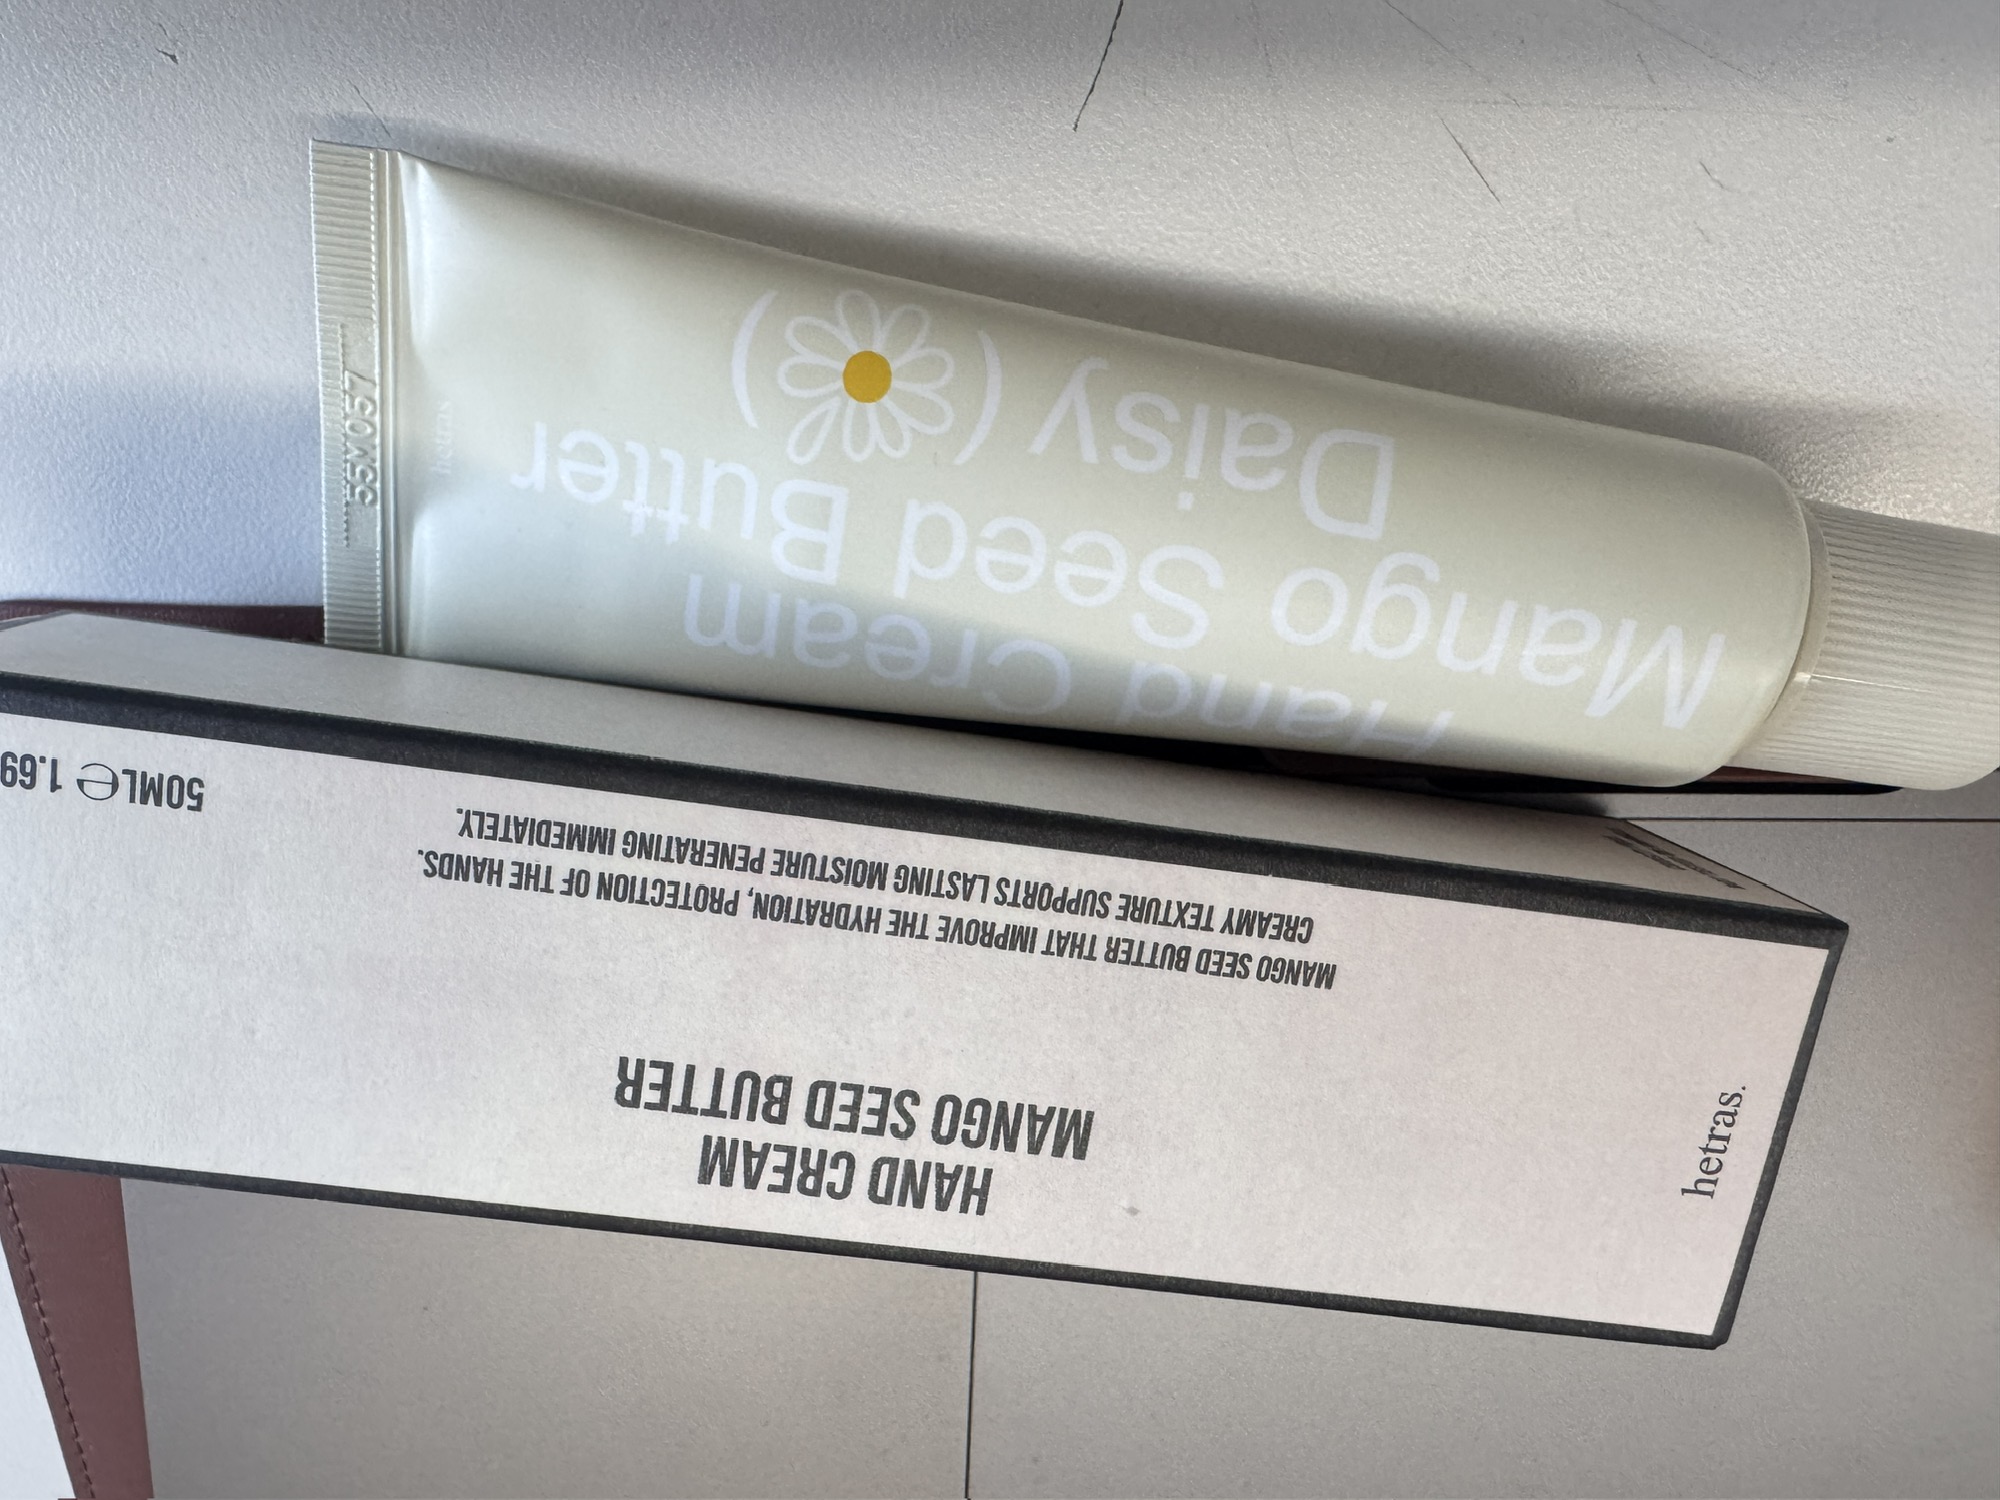 Hand Cream
Mango Seed Butter
Daisy ( )
hetras
55M057
hetras.
HAND CREAM
MANGO SEED BUTTER
MANGO SEED BUTTER THAT IMPROVE THE HYDRATION, PROTECTION OF THE HANDS.
CREAMY TEXTURE SUPPORTS LASTING MOISTURE PENERATING IMMEDIATELY.
50ML ℮ 1.69